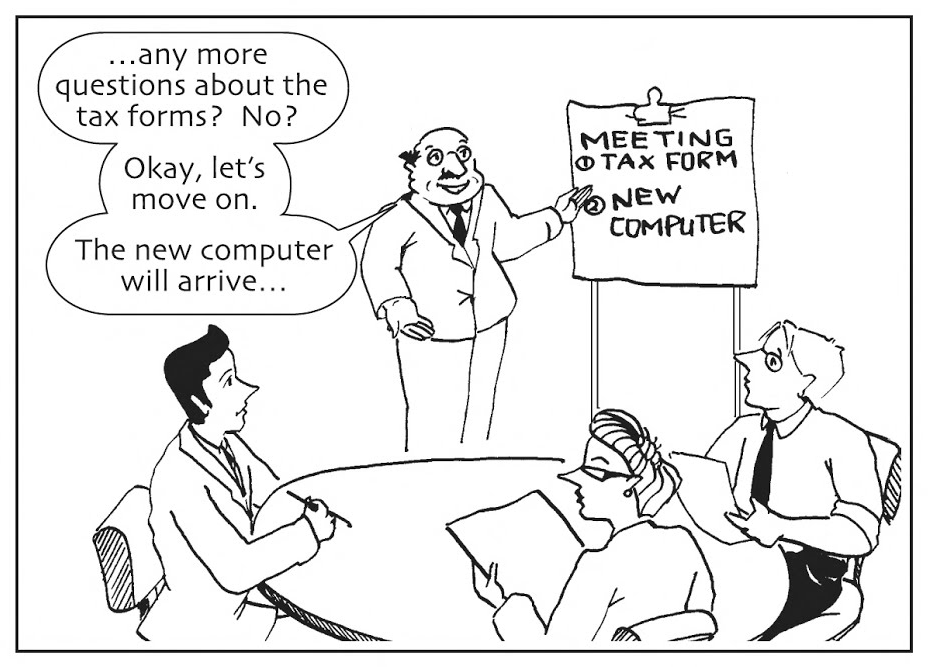 ...any more
questions about the
tax forms? No?
Okay, let's
move on.
The new computer
will arrive...
MEETING
① TAX FORM
② NEW
COMPUTER